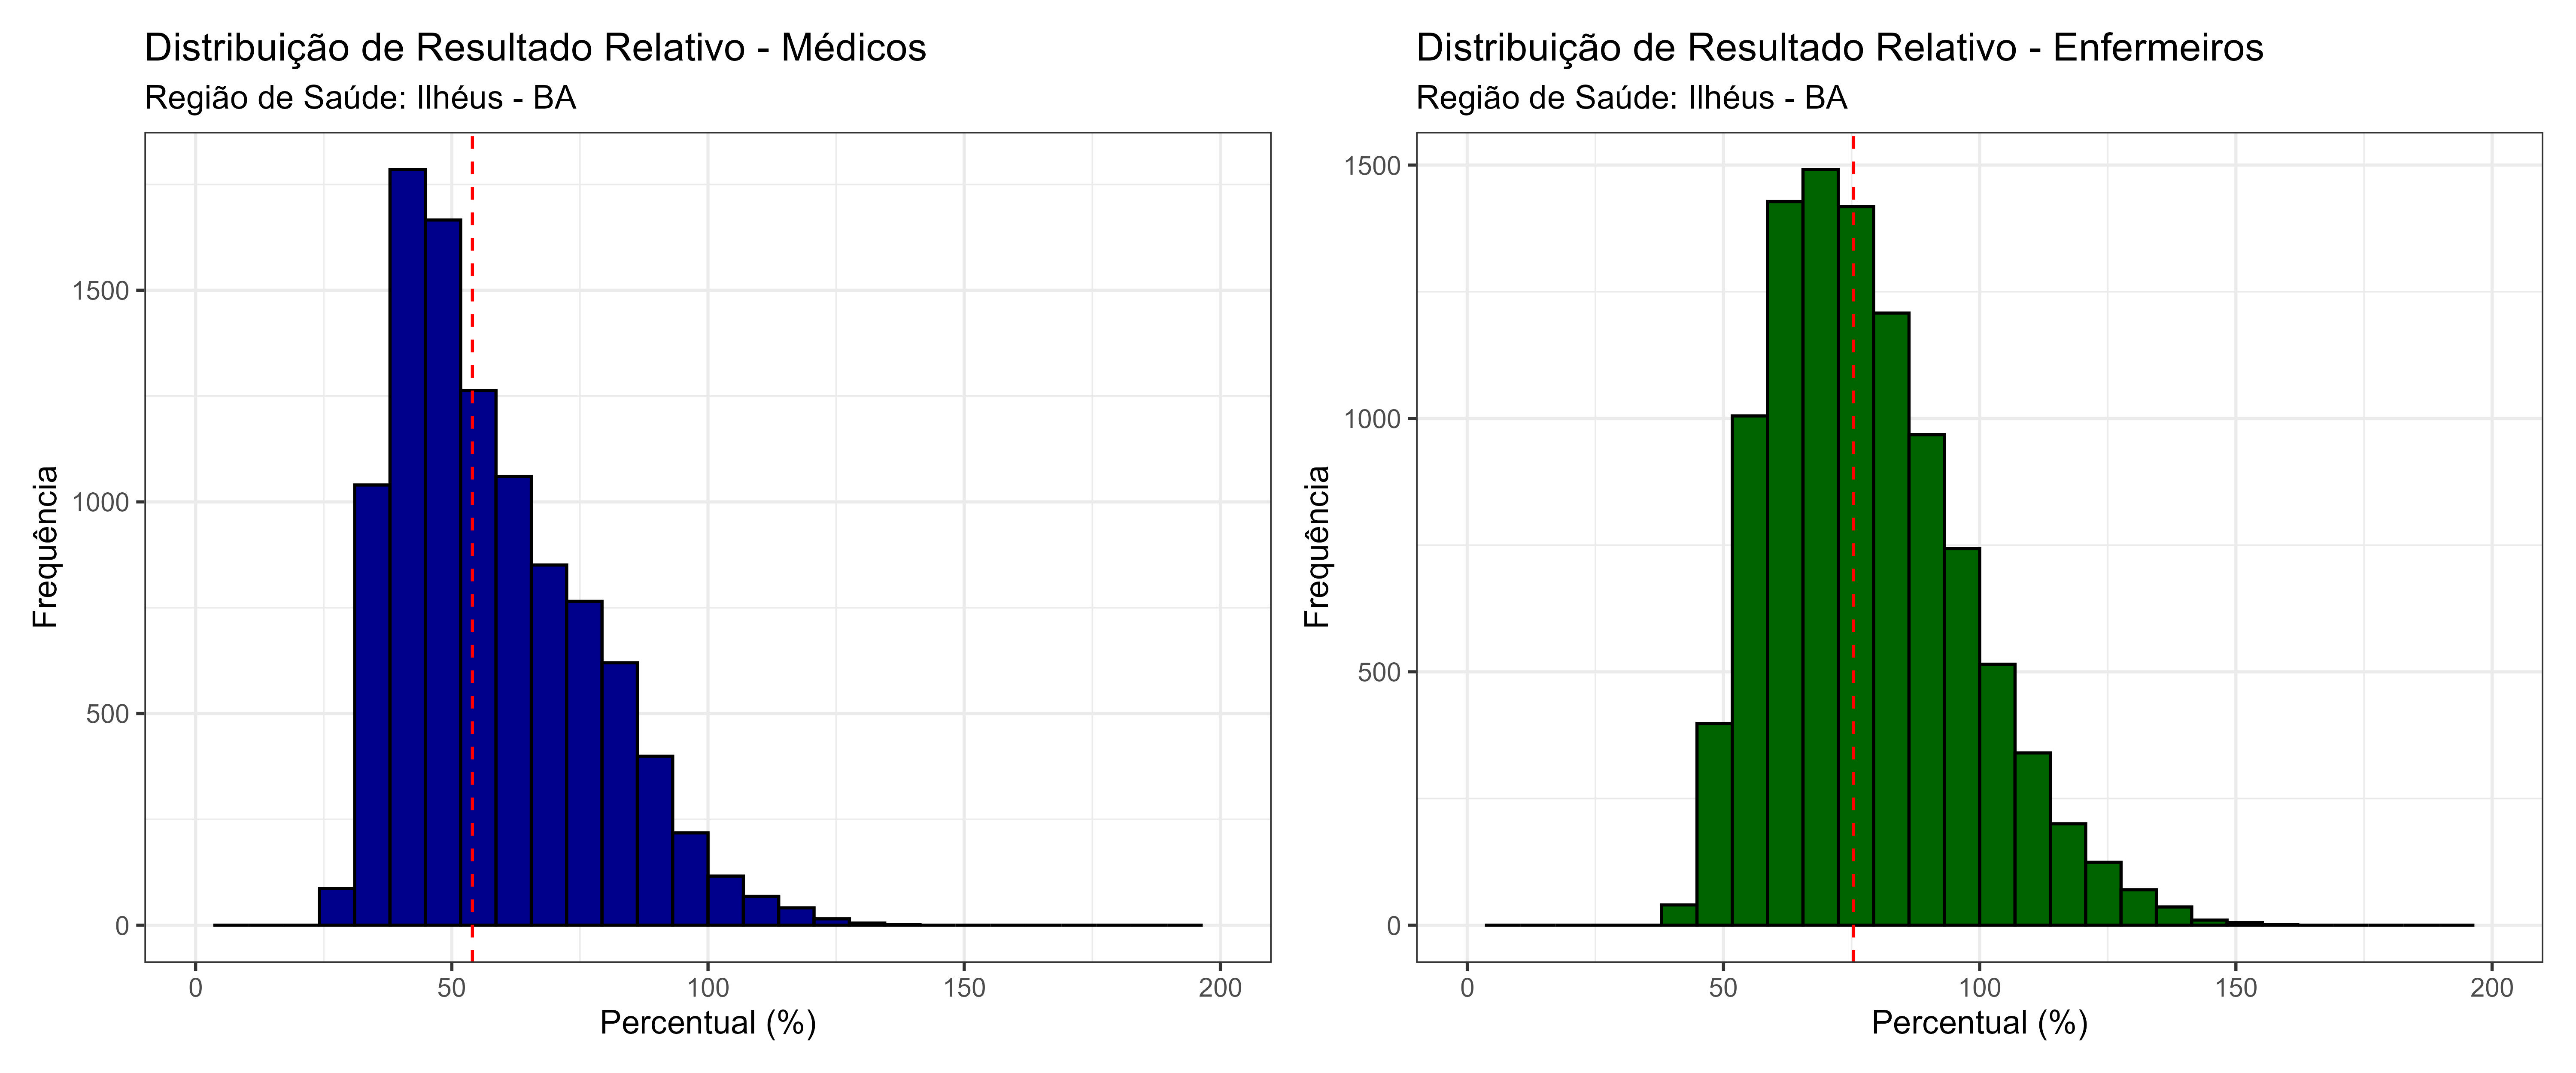 Distribuição de Resultado Relativo - Médicos
Região de Saúde: Ilhéus - BA
Frequência
1500
1000
500
0
0 50 100 150 200
Percentual (%)
Distribuição de Resultado Relativo - Enfermeiros
Região de Saúde: Ilhéus - BA
Frequência
1500
1000
500
0
0 50 100 150 200
Percentual (%)